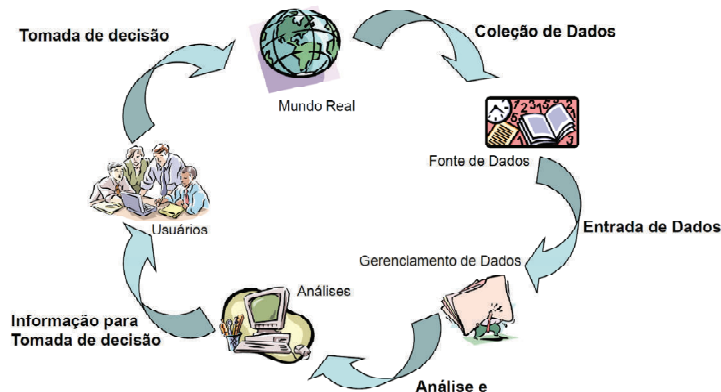 Tomada de decisão
Coleção de Dados
Mundo Real
Fonte de Dados
Usuários
Entrada de Dados
Gerenciamento de Dados
Análises
Informação para
Tomada de decisão
Análise e